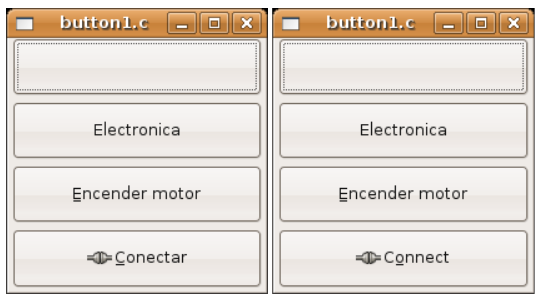 button1.c
Electronica
Encender motor
Conectar
button1.c
Electronica
Encender motor
Connect